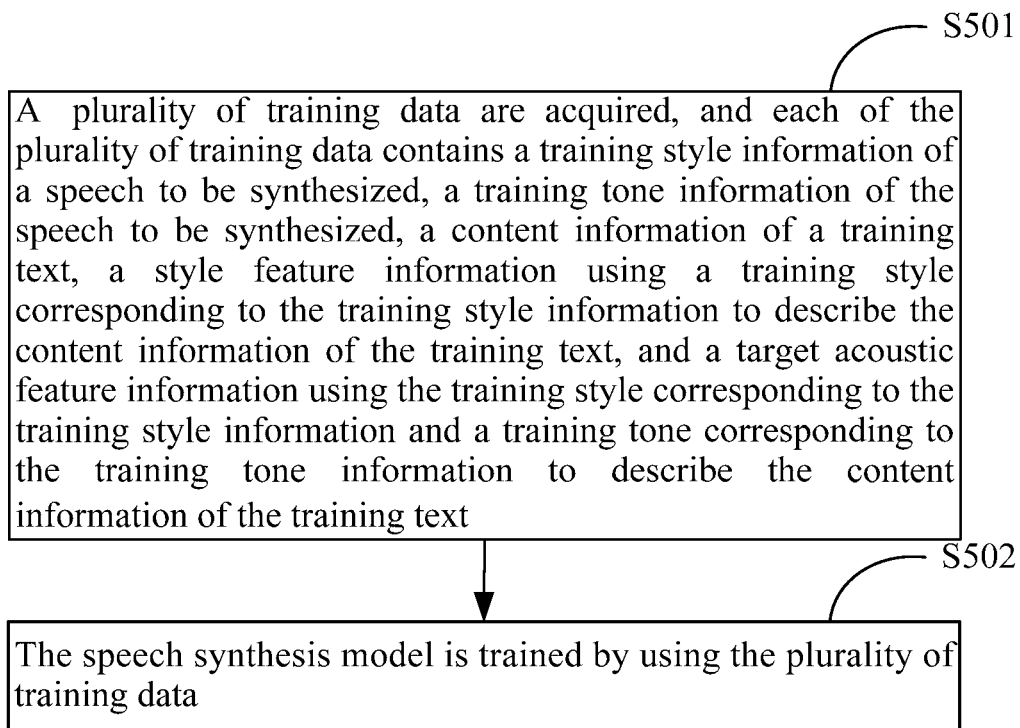 S501
A plurality of training data are acquired, and each of the
plurality of training data contains a training style information of
a speech to be synthesized, a training tone information of the
speech to be synthesized, a content information of a training
text, a style feature information using a training style
corresponding to the training style information to describe the
content information of the training text, and a target acoustic
feature information using the training style corresponding to the
training style information and a training tone corresponding to
the training tone information to describe the content
information of the training text
S502
The speech synthesis model is trained by using the plurality of
training data